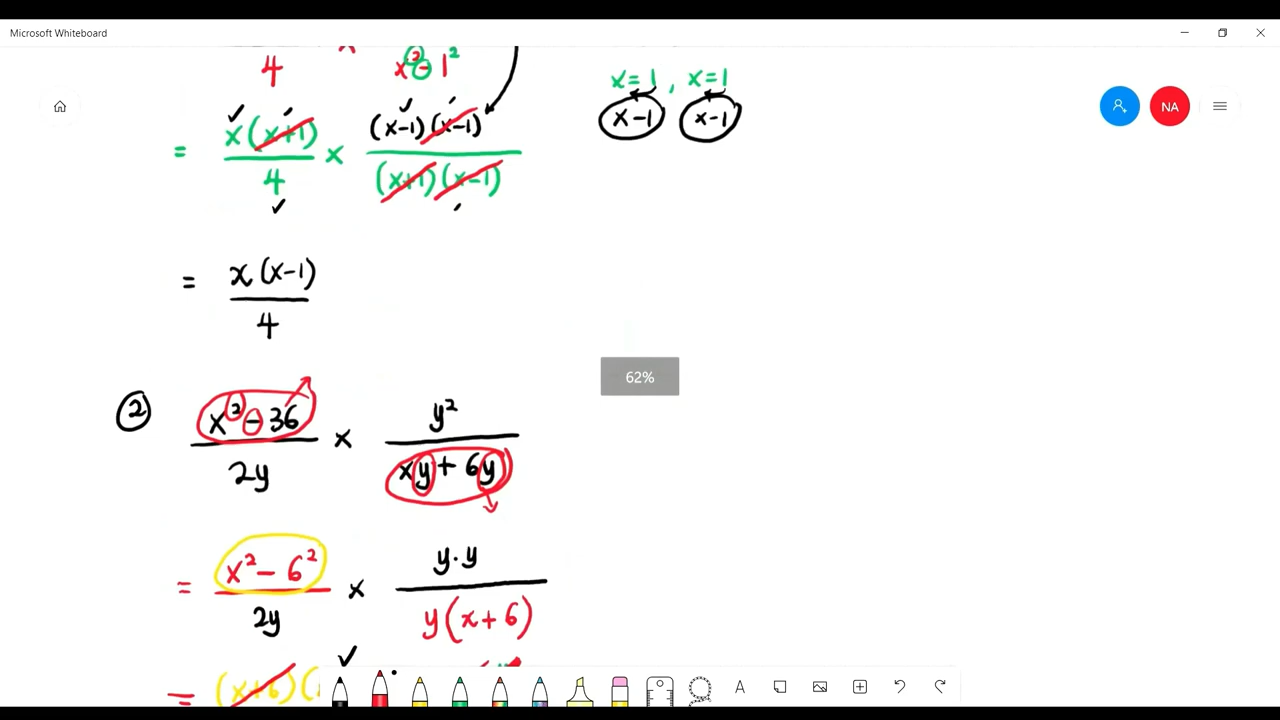 Microsoft Whiteboard
4 x² - 1²
x = 1 , x = 1
x-1 x-1
NA
= x(x+1)/4 × (x-1)(x-1)/(x+1)(x-1)
= x(x-1)/4
62%
② x² - 36/2y × y²/xy + 6y
= x² - 6²/2y × y·y/y(x+6)
= (x+6)(
A